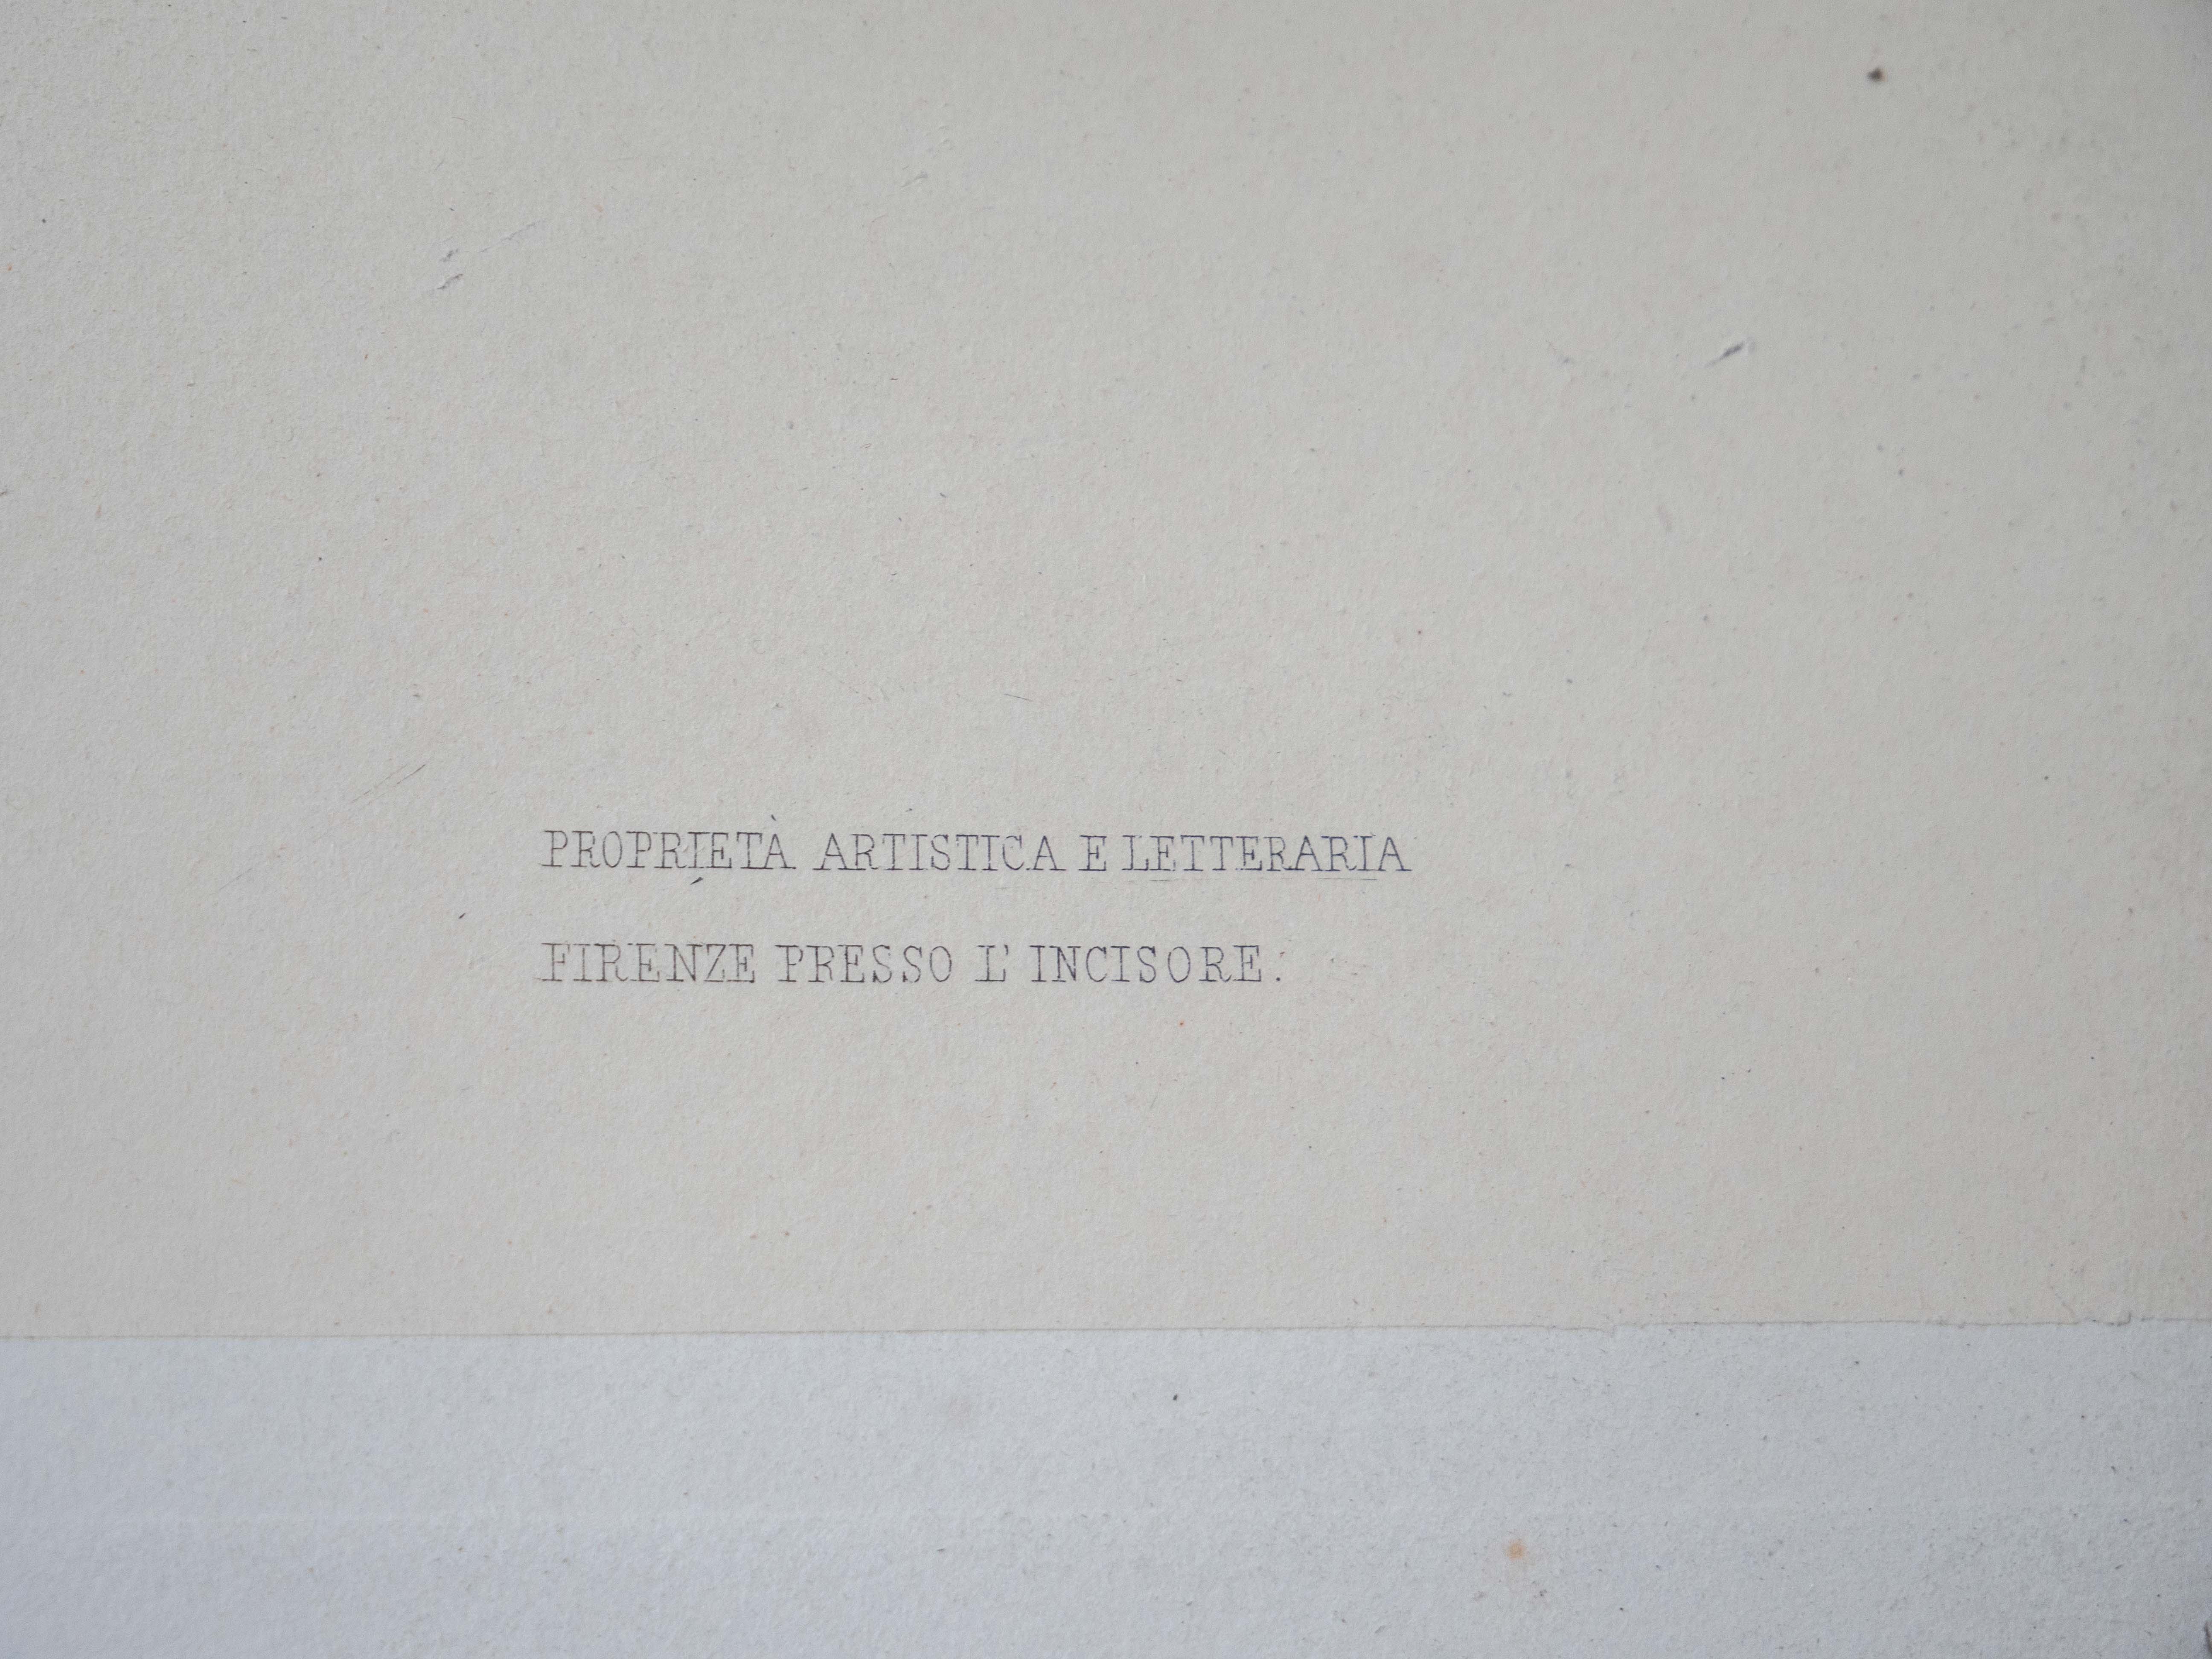 PROPRIETÀ ARTISTICA E LETTERARIA
FIRENZE PRESSO L' INCISORE.